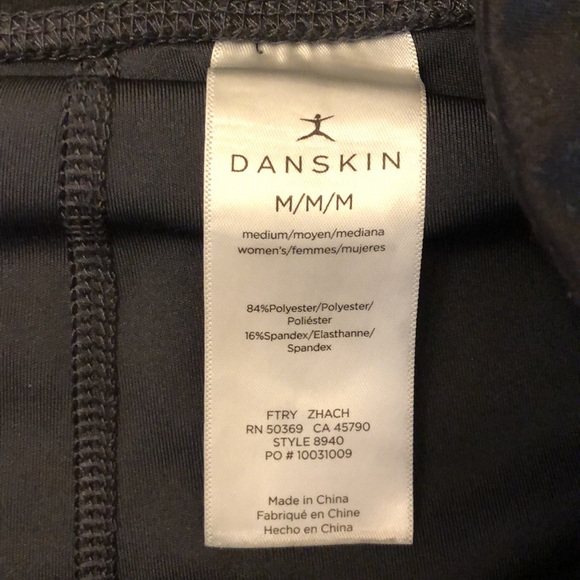 DANSKIN
M/M/M
medium/moyen/mediana
women's/femmes/mujeres
84%Polyester/Polyester/
Poliéster
16%Spandex/Elasthanne/
Spandex
FTRY ZHACH
RN 50369 CA 45790
STYLE 8940
PO # 10031009
Made in China
Fabriqué en Chine
Hecho en China